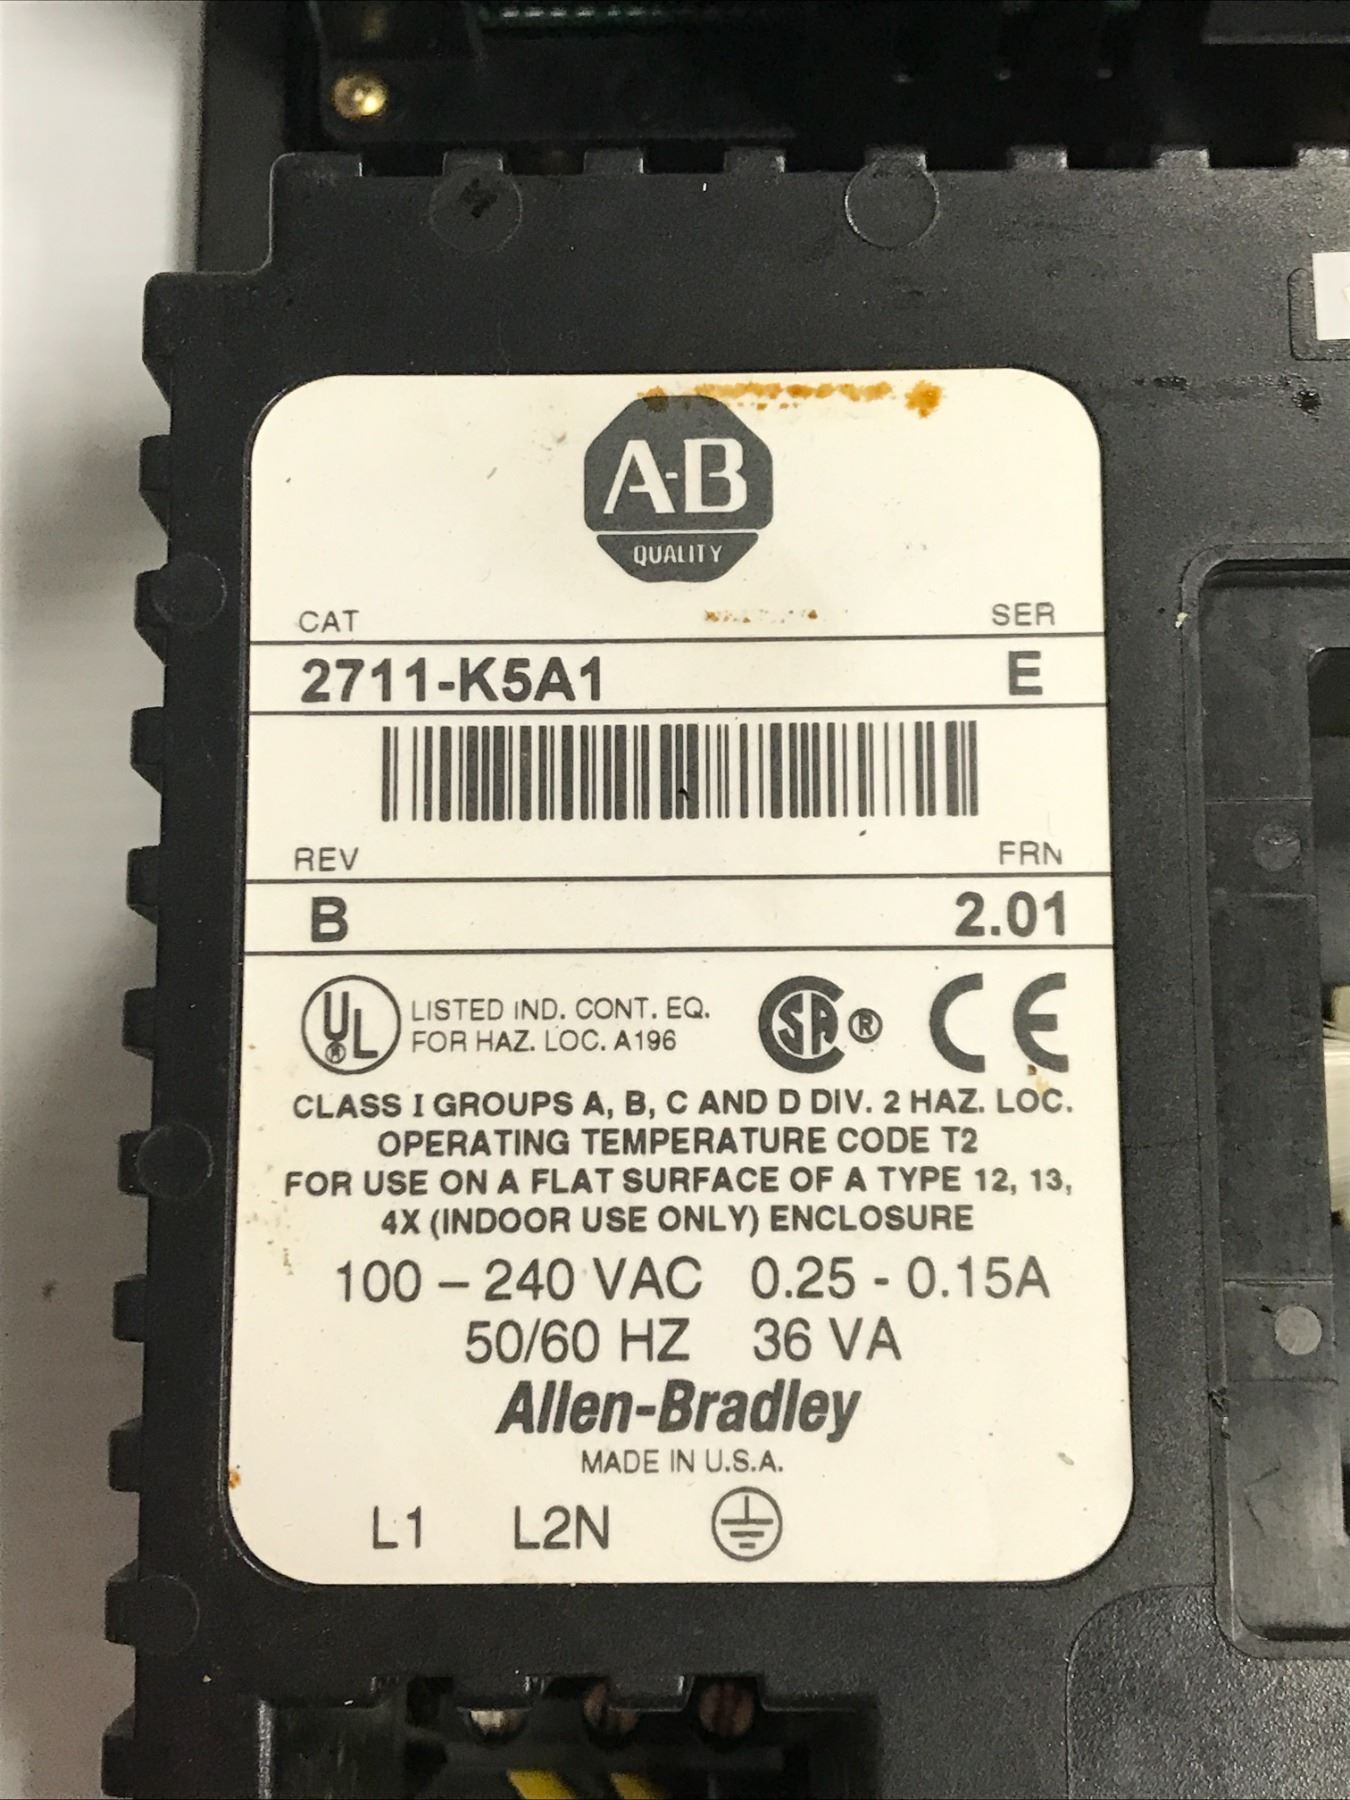 A-B
QUALITY
CAT SER
2711-K5A1 E
REV FRN
B 2.01
UL ® LISTED IND. CONT. EQ.
FOR HAZ. LOC. A196
SA ® CE
CLASS I GROUPS A, B, C AND D DIV. 2 HAZ. LOC.
OPERATING TEMPERATURE CODE T2
FOR USE ON A FLAT SURFACE OF A TYPE 12, 13,
4X (INDOOR USE ONLY) ENCLOSURE
100 – 240 VAC 0.25 - 0.15A
50/60 HZ 36 VA
Allen-Bradley
MADE IN U.S.A.
L1 L2N